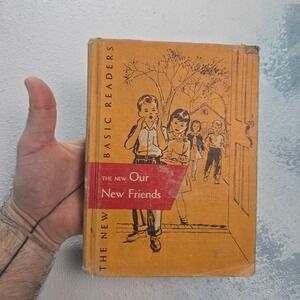 THE NEW BASIC READERS
THE NEW Our
New Friends